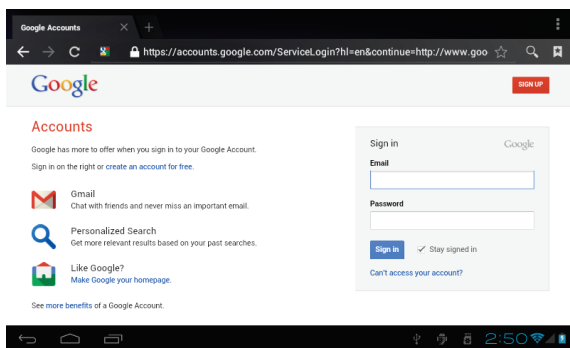 Google Accounts
https://accounts.google.com/ServiceLogin?hl=en&continue=http://www.goo
Google
SIGN UP
Accounts
Google has more to offer when you sign in to your Google Account.
Sign in on the right or create an account for free.
Gmail
Chat with friends and never miss an important email.
Personalized Search
Get more relevant results based on your past searches.
Like Google?
Make Google your homepage.
See more benefits of a Google Account.
Sign in Google
Email
Password
Sign in Stay signed in
Can't access your account?
2:50